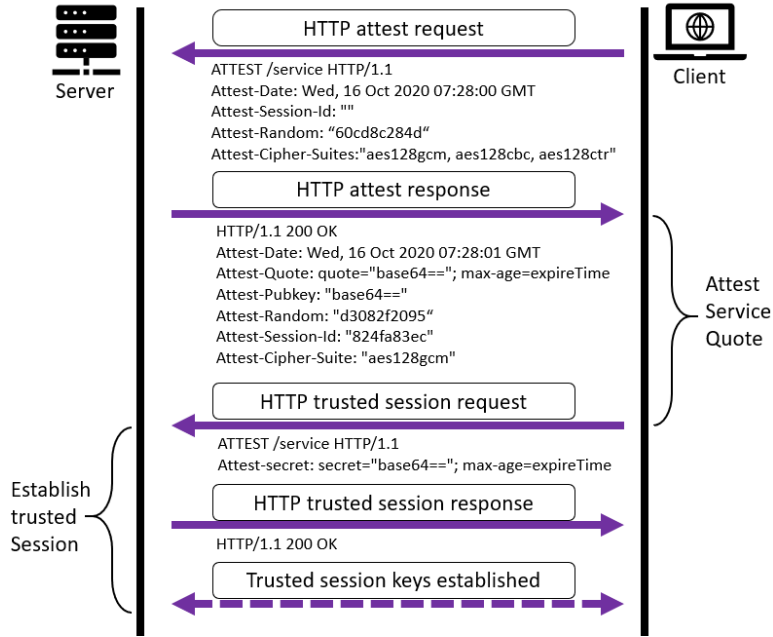 HTTP attest request
Server
Client
ATTEST /service HTTP/1.1
Attest-Date: Wed, 16 Oct 2020 07:28:00 GMT
Attest-Session-Id: ""
Attest-Random: “60cd8c284d“
Attest-Cipher-Suites:"aes128gcm, aes128cbc, aes128ctr"
HTTP attest response
HTTP/1.1 200 OK
Attest-Date: Wed, 16 Oct 2020 07:28:01 GMT
Attest-Quote: quote="base64=="; max-age=expireTime
Attest-Pubkey: "base64=="
Attest-Random: "d3082f2095“
Attest-Session-Id: "824fa83ec"
Attest-Cipher-Suite: "aes128gcm"
Attest
Service
Quote
HTTP trusted session request
ATTEST /service HTTP/1.1
Attest-secret: secret="base64=="; max-age=expireTime
Establish
trusted
Session
HTTP trusted session response
HTTP/1.1 200 OK
Trusted session keys established